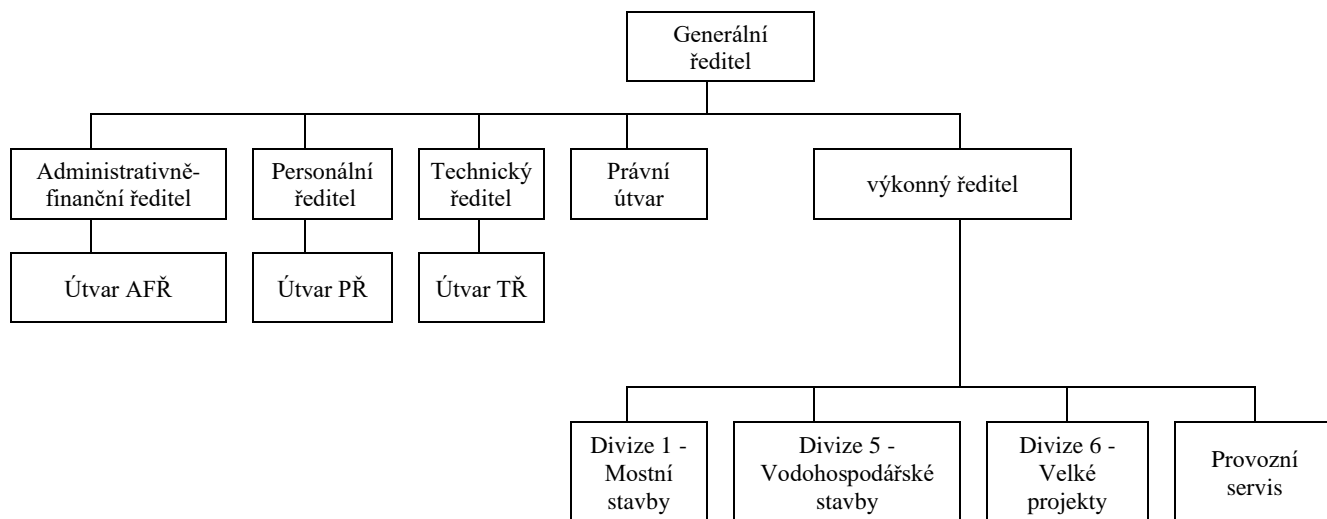 Generální
ředitel
Administrativně-
finanční ředitel
Personální
ředitel
Technický
ředitel
Právní
útvar
výkonný ředitel
Útvar AFŘ
Útvar PŘ
Útvar TŘ
Divize 1 -
Mostní
stavby
Divize 5 -
Vodohospodářské
stavby
Divize 6 -
Velké
projekty
Provozní
servis